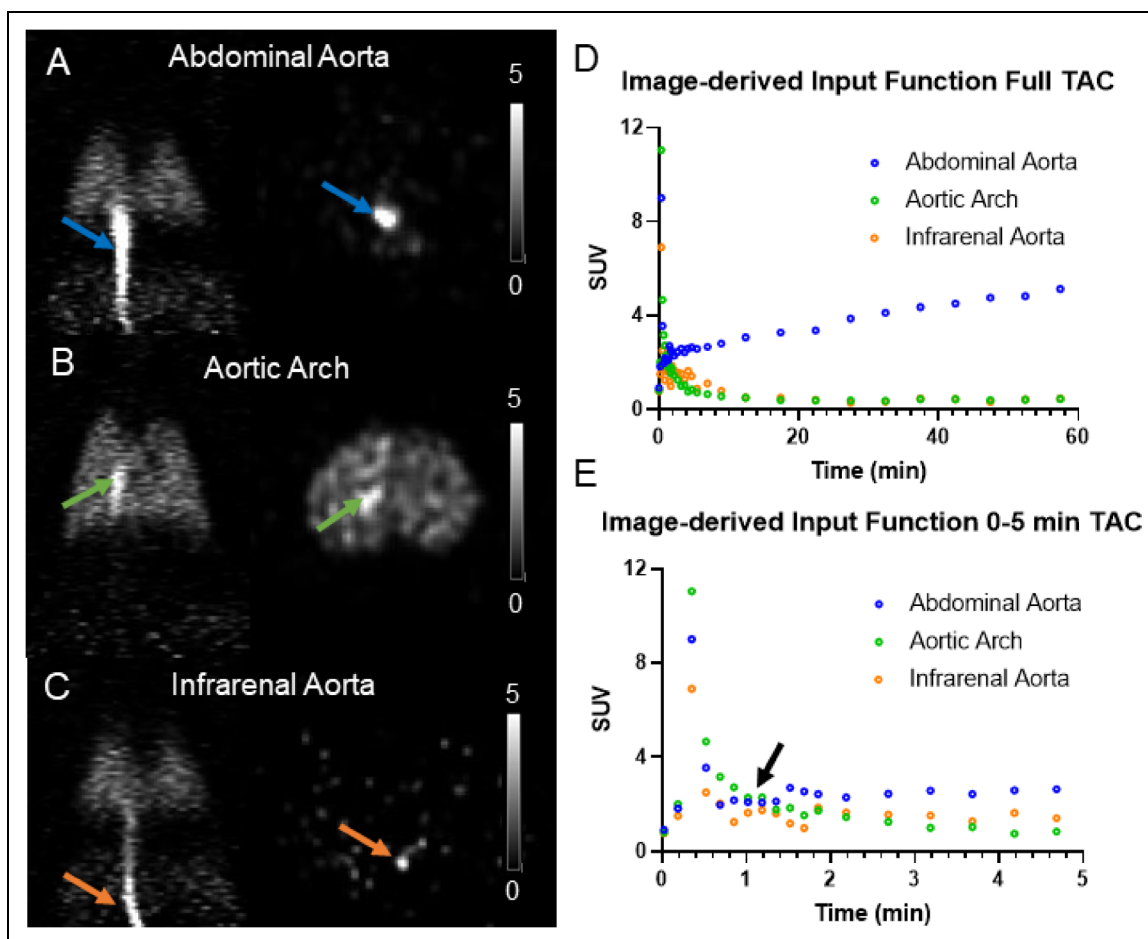 A
Abdominal Aorta
5
0
B
Aortic Arch
5
0
C
Infrarenal Aorta
5
0
D
Image-derived Input Function Full TAC
12
8
4
0
SUV
Abdominal Aorta
Aortic Arch
Infrarenal Aorta
0
20
40
60
Time (min)
E
Image-derived Input Function 0-5 min TAC
12
8
4
0
SUV
Abdominal Aorta
Aortic Arch
Infrarenal Aorta
0
1
2
3
4
5
Time (min)